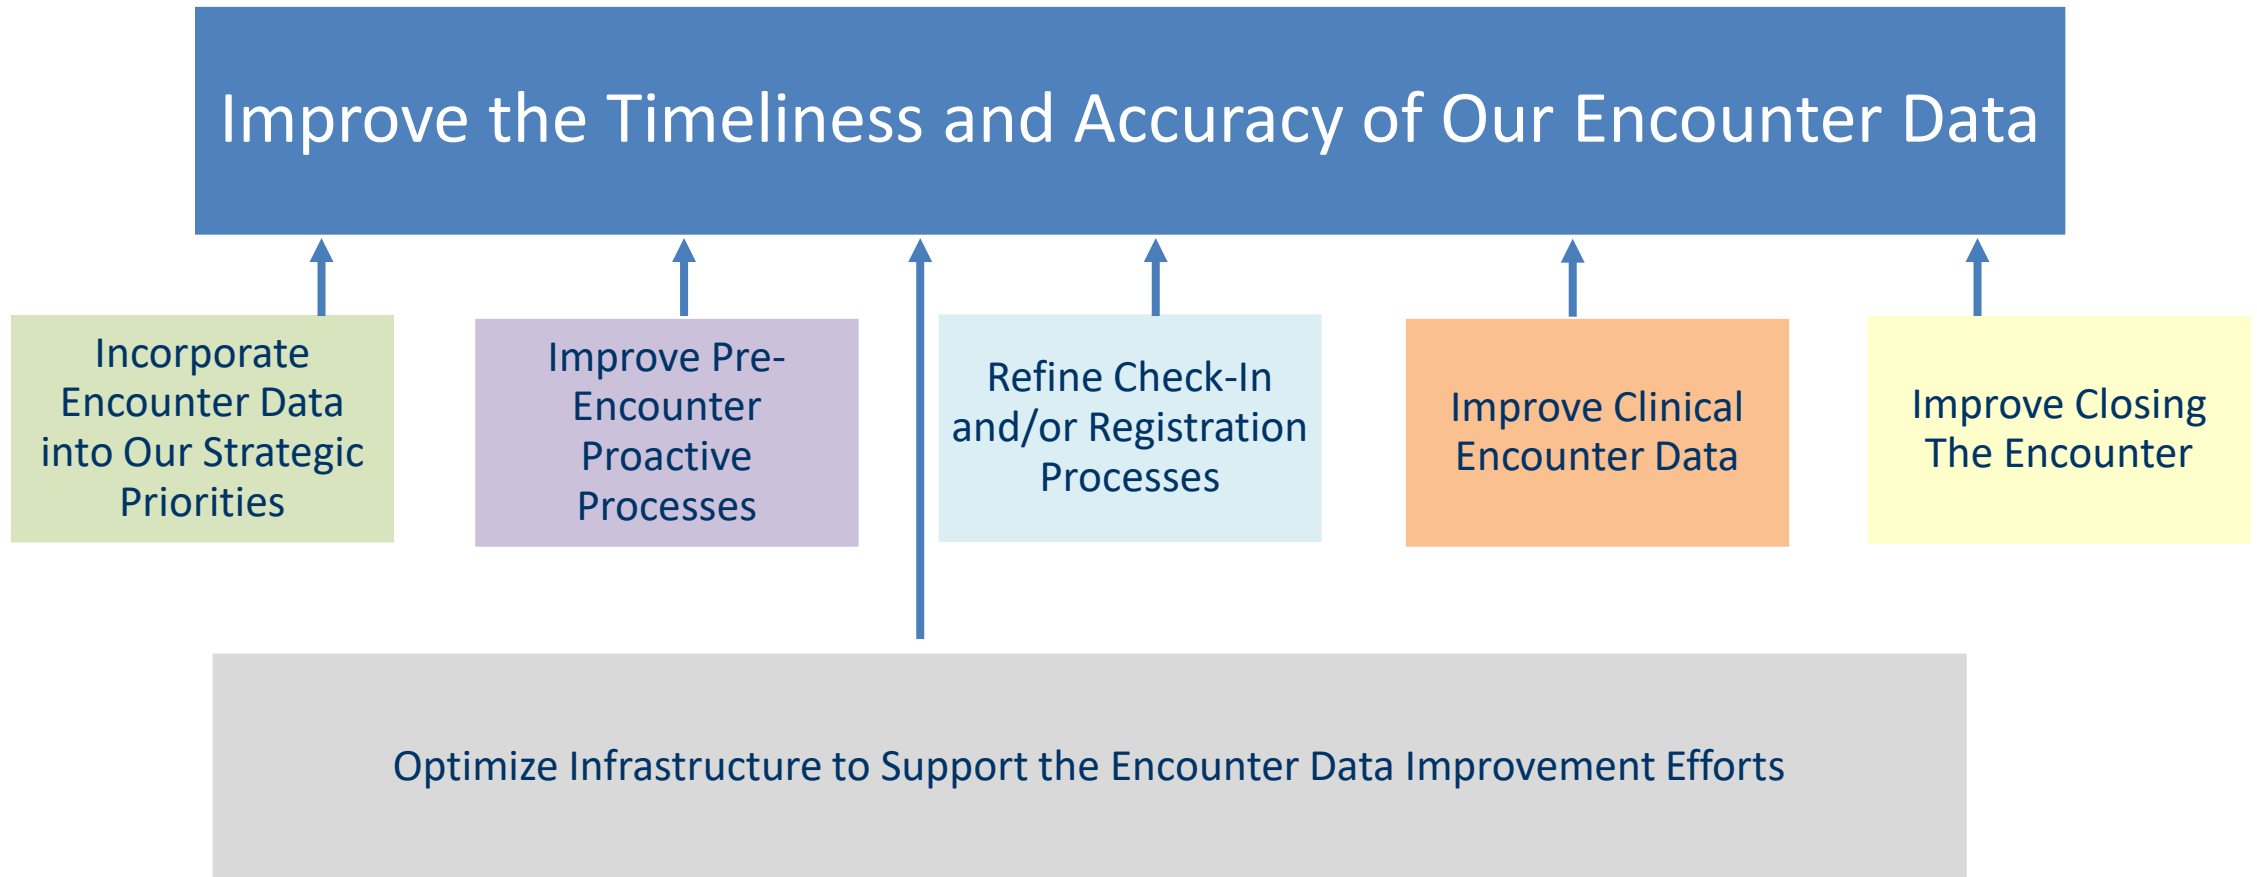 Improve the Timeliness and Accuracy of Our Encounter Data
Incorporate
Encounter Data
into Our Strategic
Priorities
Improve Pre-
Encounter
Proactive
Processes
Refine Check-In
and/or Registration
Processes
Improve Clinical
Encounter Data
Improve Closing
The Encounter
Optimize Infrastructure to Support the Encounter Data Improvement Efforts